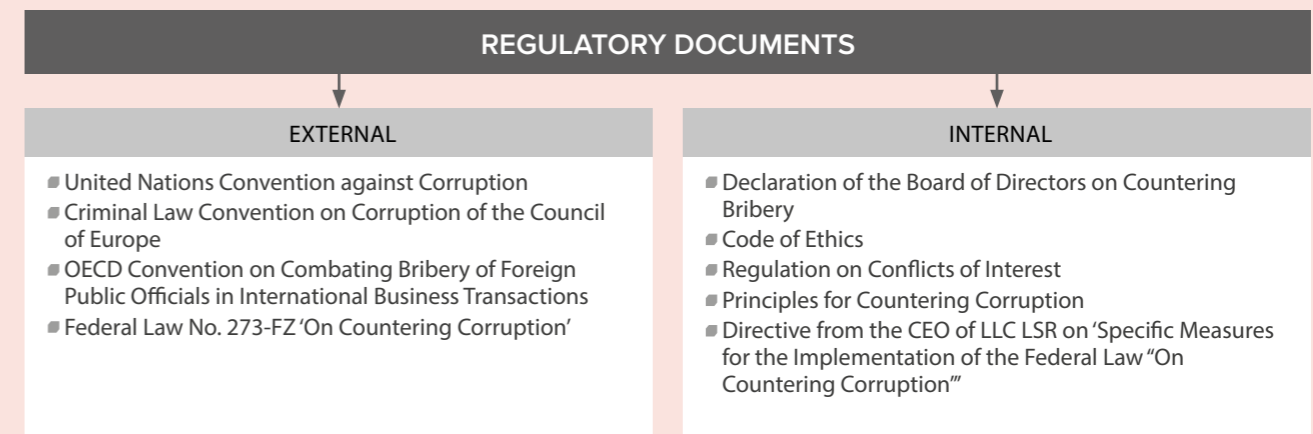 REGULATORY DOCUMENTS
EXTERNAL
United Nations Convention against Corruption
Criminal Law Convention on Corruption of the Council
of Europe
OECD Convention on Combating Bribery of Foreign
Public Officials in International Business Transactions
Federal Law No. 273-FZ ‘On Countering Corruption’
INTERNAL
Declaration of the Board of Directors on Countering
Bribery
Code of Ethics
Regulation on Conflicts of Interest
Principles for Countering Corruption
Directive from the CEO of LLC LSR on ‘Specific Measures
for the Implementation of the Federal Law “On
Countering Corruption”’